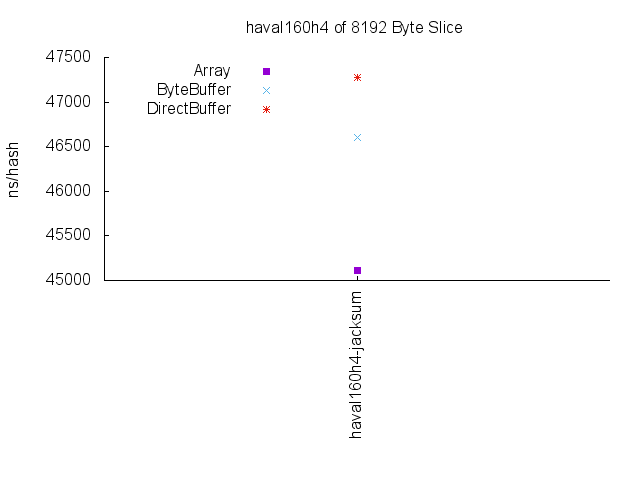 haval160h4 of 8192 Byte Slice
47500
47000
46500
46000
45500
45000
ns/hash
Array
ByteBuffer
DirectBuffer
haval160h4-jacksum